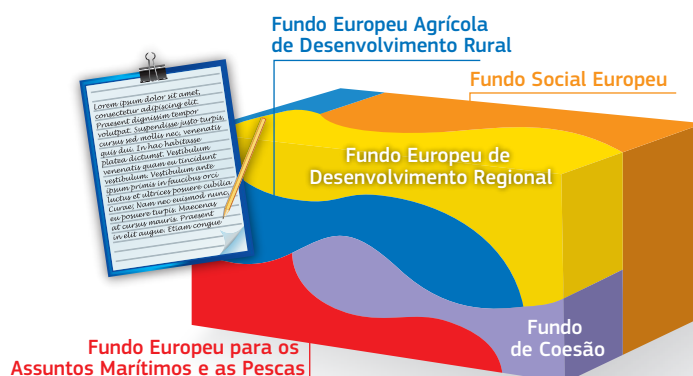 Fundo Europeu Agrícola
de Desenvolvimento Rural
Fundo Social Europeu
Lorem ipsum dolor sit amet,
consectetur adipiscing elit.
Praesent dignissim tempor
volutpat. Suspendisse justo turpis,
cursus sed mollis nec, venenatis
quis dui. In hac habitasse
platea dictumst. Vestibulum
venenatis quam eu tincidunt
vestibulum. Vestibulum ante
ipsum primis in faucibus orci
luctus et ultrices posuere cubilia
Curae; Nam nec euismod nunc,
eu posuere turpis. Maecenas
at cursus mauris. Praesent
in elit augue. Etiam congue
Fundo Europeu de
Desenvolvimento Regional
Fundo
de Coesão
Fundo Europeu para os
Assuntos Marítimos e as Pescas